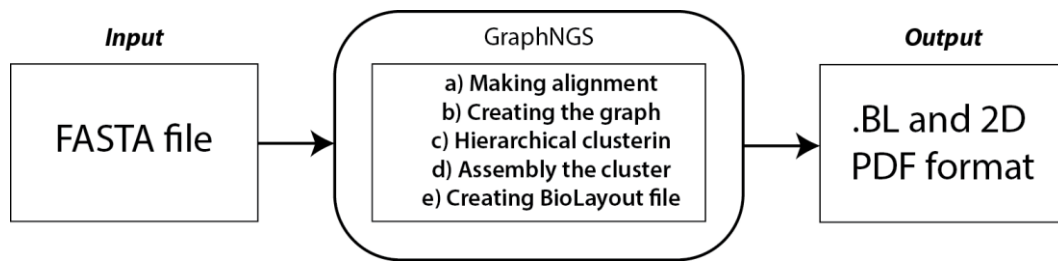 Input
FASTA file
GraphNGS
a) Making alignment
b) Creating the graph
c) Hierarchical clusterin
d) Assembly the cluster
e) Creating BioLayout file
Output
.BL and 2D
PDF format